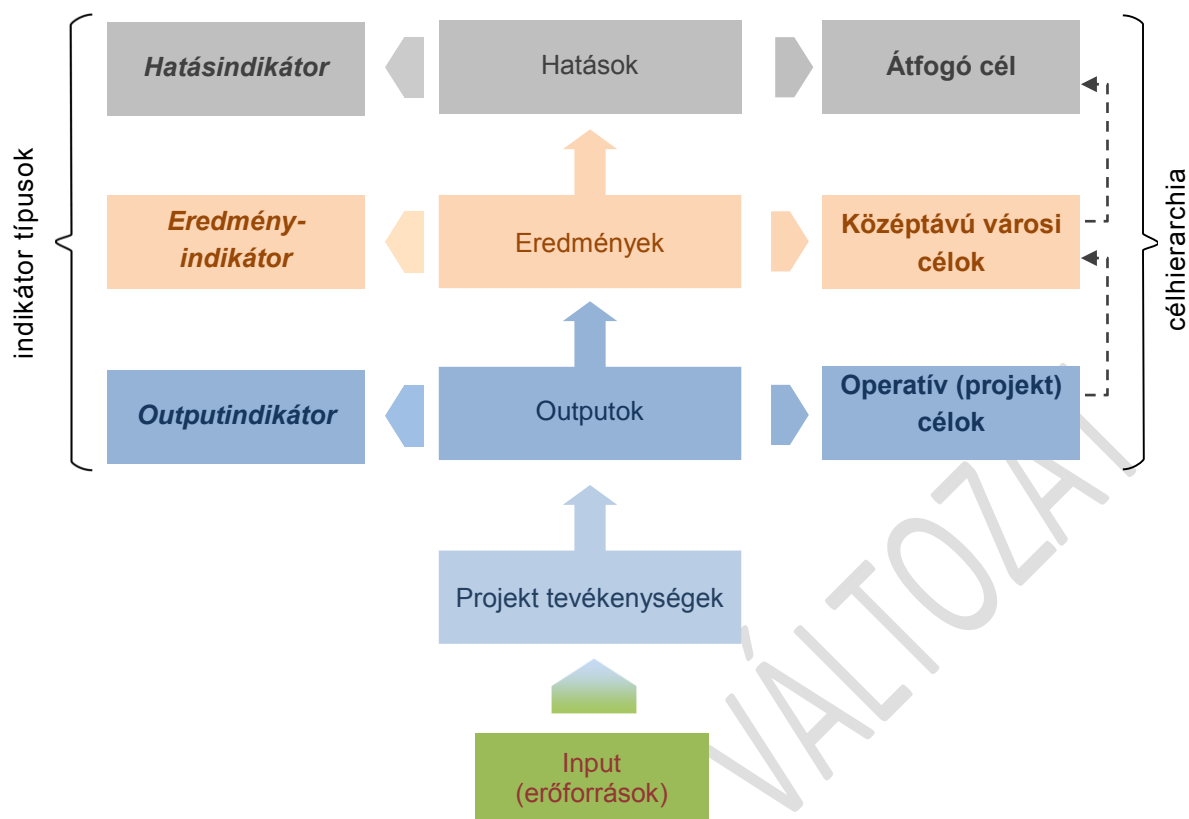 Hatásindikátor
Hatások
Átfogó cél
indikátor típusok
Eredmény-
indikátor
Eredmények
Középtávú városi
célok
célhierarchia
Outputindikátor
Outputok
Operatív (projekt)
célok
Projekt tevékenységek
VÁLTOZAT
Input
(erőforrások)